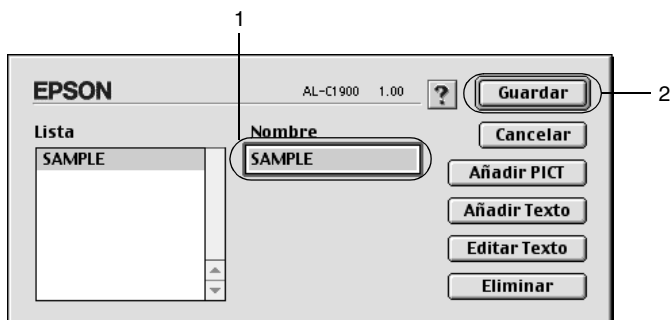 1
EPSON AL-C1900 1.00 ? Guardar 2
Lista Nombre Cancelar
SAMPLE SAMPLE
Añadir PICT
Añadir Texto
Editar Texto
Eliminar